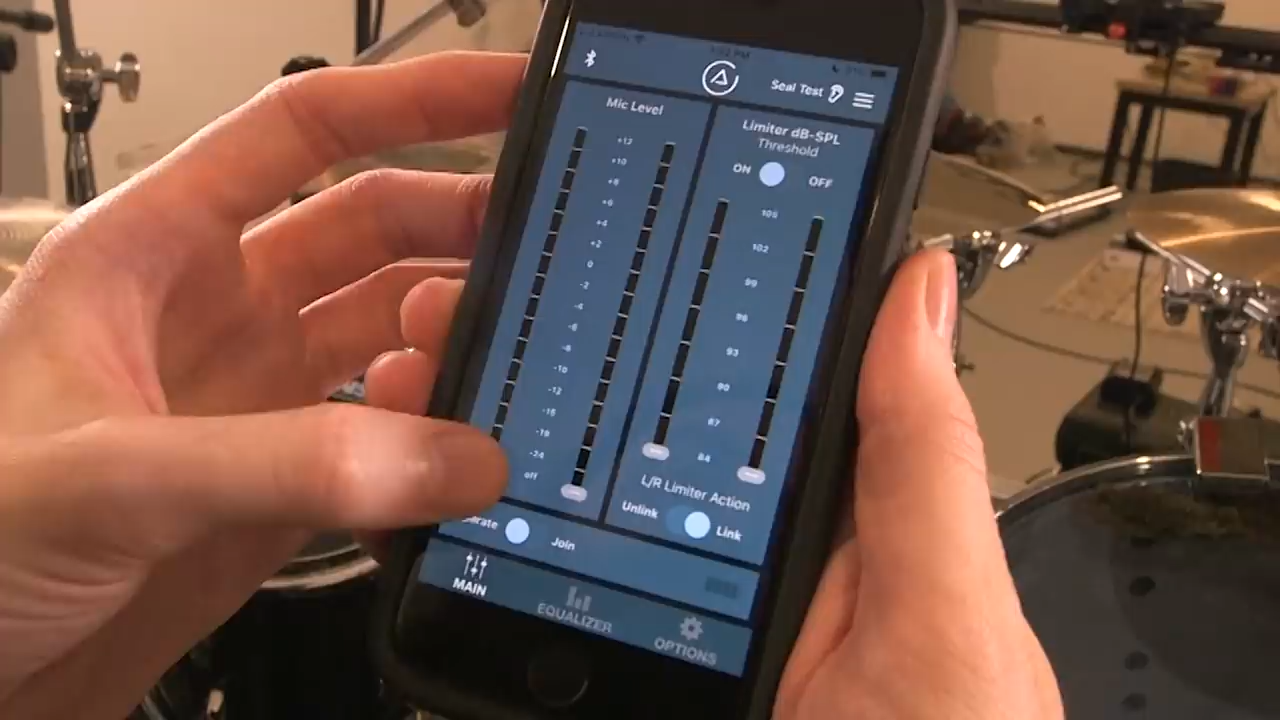 Seal Test
Mic Level
+12
+10
+8
+6
+4
+2
0
-2
-4
-6
-8
-10
-12
-15
-19
-24
off
Join
Limiter dB-SPL
Threshold
ON OFF
105
102
99
96
93
90
87
84
L/R Limiter Action
Unlink Link
MAIN
EQUALIZER
OPTIONS